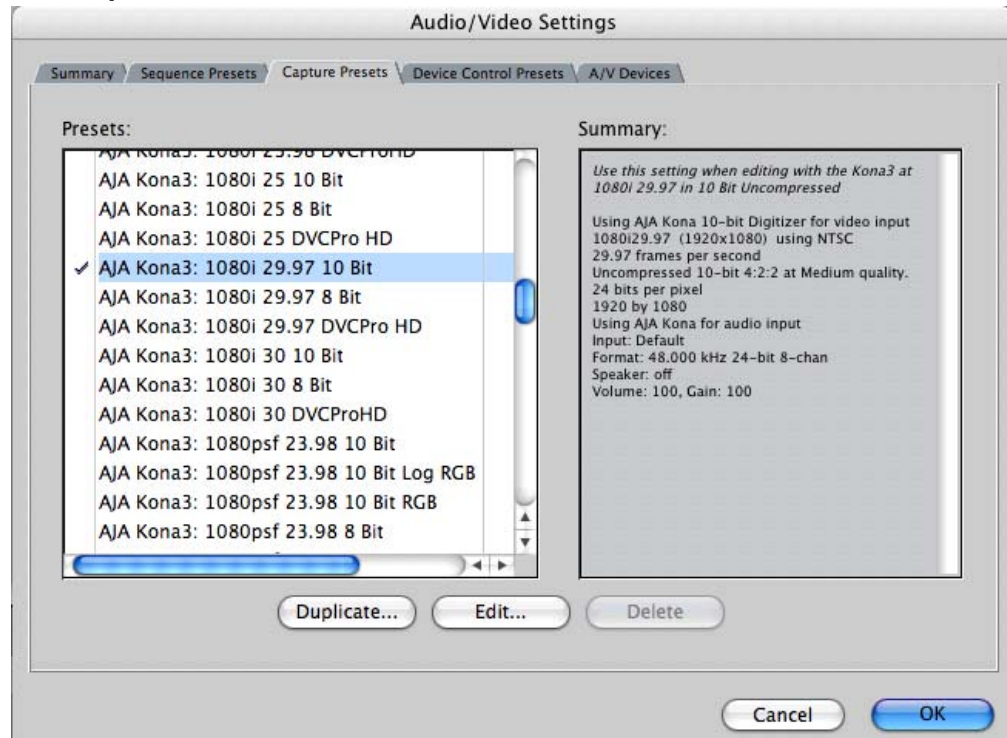 Audio/Video Settings
Summary
Sequence Presets
Capture Presets
Device Control Presets
A/V Devices
Presets:
AJA Kona3: 1080i 25 10 Bit
AJA Kona3: 1080i 25 8 Bit
AJA Kona3: 1080i 25 DVCPro HD
✓ AJA Kona3: 1080i 29.97 10 Bit
AJA Kona3: 1080i 29.97 8 Bit
AJA Kona3: 1080i 29.97 DVCPro HD
AJA Kona3: 1080i 30 10 Bit
AJA Kona3: 1080i 30 8 Bit
AJA Kona3: 1080i 30 DVCProHD
AJA Kona3: 1080psf 23.98 10 Bit
AJA Kona3: 1080psf 23.98 10 Bit Log RGB
AJA Kona3: 1080psf 23.98 10 Bit RGB
AJA Kona3: 1080psf 23.98 8 Bit
Summary:
Use this setting when editing with the Kona3 at
1080i 29.97 in 10 Bit Uncompressed
Using AJA Kona 10-bit Digitizer for video input
1080i29.97 (1920x1080) using NTSC
29.97 frames per second
Uncompressed 10-bit 4:2:2 at Medium quality.
24 bits per pixel
1920 by 1080
Using AJA Kona for audio input
Input: Default
Format: 48.000 kHz 24-bit 8-chan
Speaker: off
Volume: 100, Gain: 100
Duplicate...
Edit...
Delete
Cancel
OK